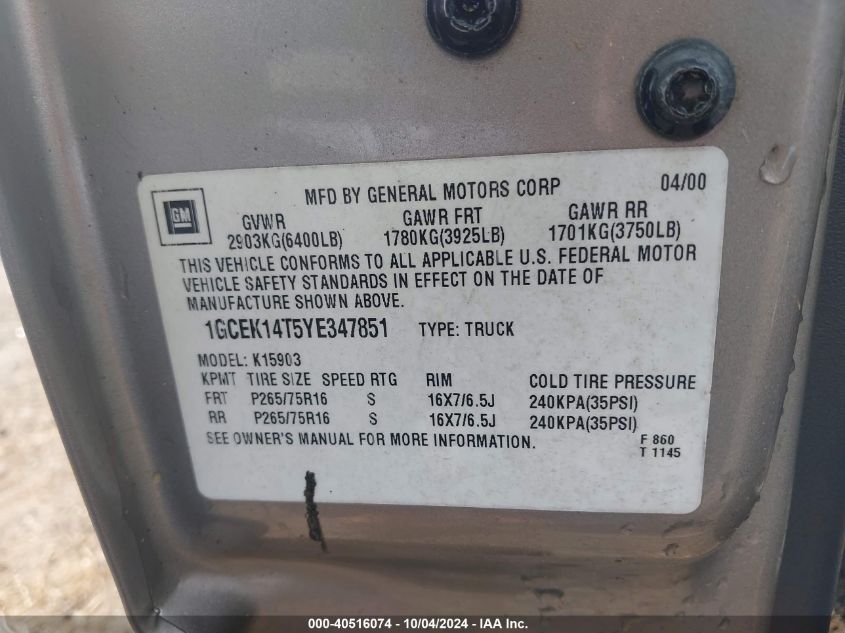 GM
MFD BY GENERAL MOTORS CORP 04/00
GVWR GAWR FRT GAWR RR
2903KG(6400LB) 1780KG(3925LB) 1701KG(3750LB)
THIS VEHICLE CONFORMS TO ALL APPLICABLE U.S. FEDERAL MOTOR
VEHICLE SAFETY STANDARDS IN EFFECT ON THE DATE OF
MANUFACTURE SHOWN ABOVE.
1GCEK14T5YE347851 TYPE: TRUCK
MODEL: K15903
KPMT TIRE SIZE SPEED RTG RIM COLD TIRE PRESSURE
FRT P265/75R16 S 16X7/6.5J 240KPA(35PSI)
RR P265/75R16 S 16X7/6.5J 240KPA(35PSI)
SEE OWNER'S MANUAL FOR MORE INFORMATION.
F 860
T 1145
000-40516074 - 10/04/2024 - IAA Inc.